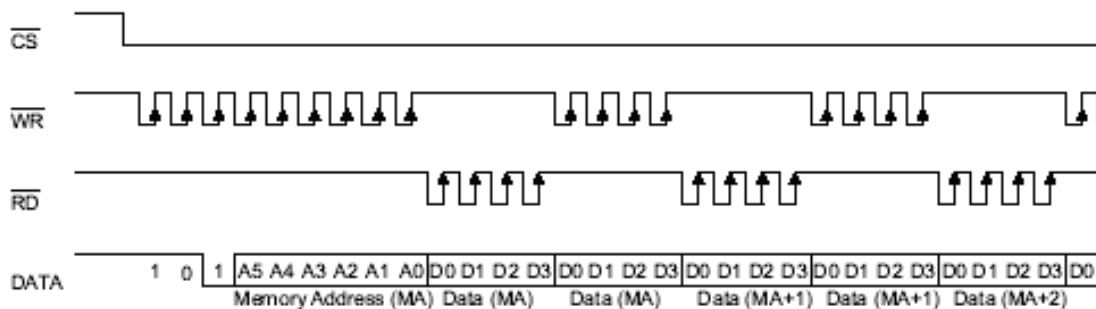 CS
WR
RD
DATA 1 0 1 A5 A4 A3 A2 A1 A0 D0 D1 D2 D3 D0 D1 D2 D3 D0 D1 D2 D3 D0 D1 D2 D3 D0 D1 D2 D3 D0
Memory Address (MA) Data (MA) Data (MA) Data (MA+1) Data (MA+1) Data (MA+2)